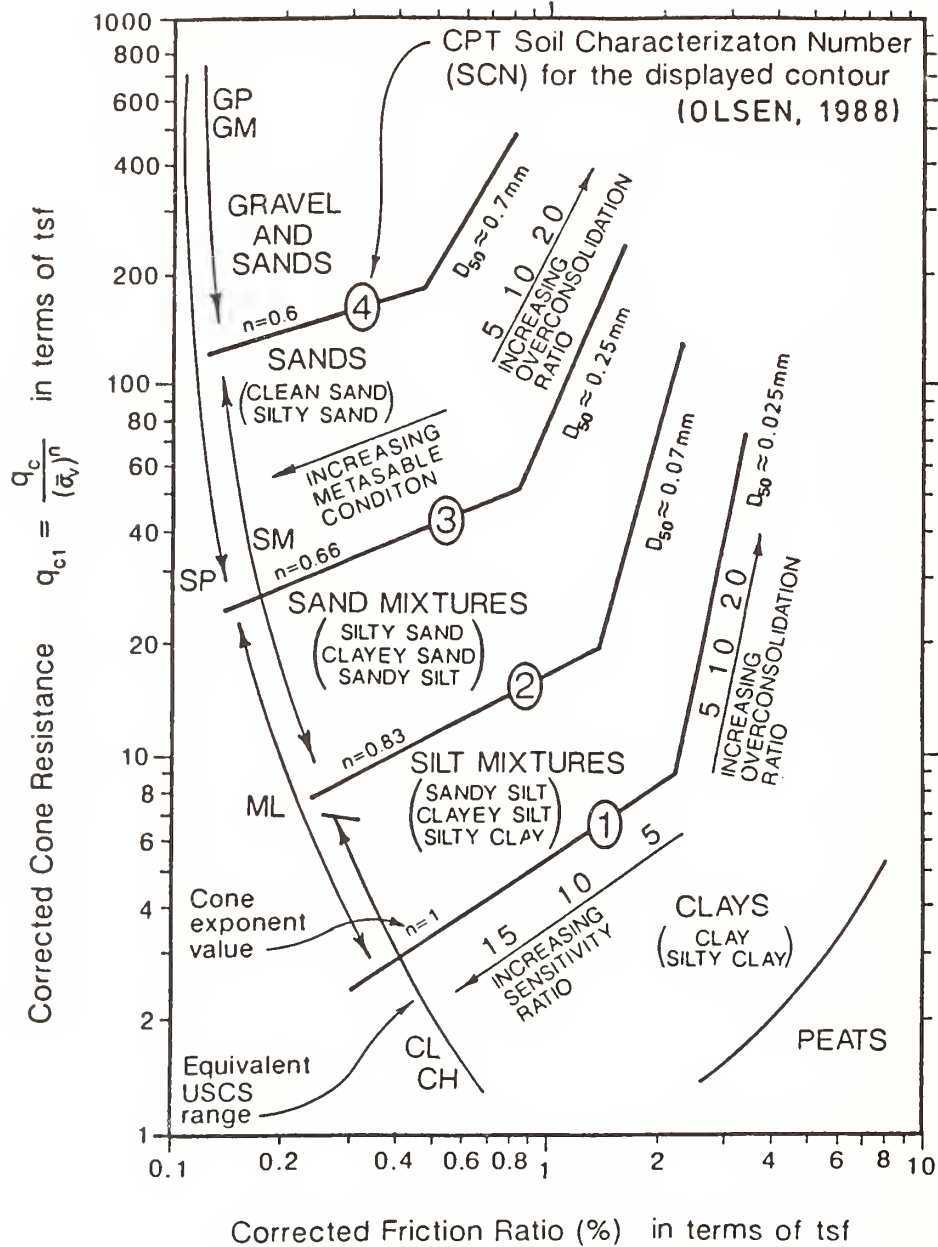 CPT Soil Characterizaton Number
(SCN) for the displayed contour
(OLSEN, 1988)
1000
800
600
400
200
100
80
60
40
20
10
8
6
4
2
1
Corrected Cone Resistance q_c1 = q_c / (σ̄_v)^n in terms of tsf
GP
GM
GRAVEL
AND
SANDS
n=0.6
4
D50 ≈ 0.7mm
5 10 20
INCREASING
OVERCONSOLIDATION
RATIO
SANDS
(CLEAN SAND
SILTY SAND)
INCREASING
METASABLE
CONDITON
D50 ≈ 0.25mm
SM
n=0.66
3
SP
SAND MIXTURES
(SILTY SAND
CLAYEY SAND
SANDY SILT)
D50 ≈ 0.07mm
D50 ≈ 0.025mm
n=0.83
2
5 10 20
INCREASING
OVERCONSOLIDATION
RATIO
SILT MIXTURES
(SANDY SILT
CLAYEY SILT
SILTY CLAY)
ML
1
Cone
exponent
value
n=1
15 10 5
INCREASING
SENSITIVITY
RATIO
CLAYS
(CLAY
SILTY CLAY)
PEATS
Equivalent
USCS
range
CL
CH
0.1 0.2 0.4 0.6 0.8 1 2 4 6 8 10
Corrected Friction Ratio (%) in terms of tsf